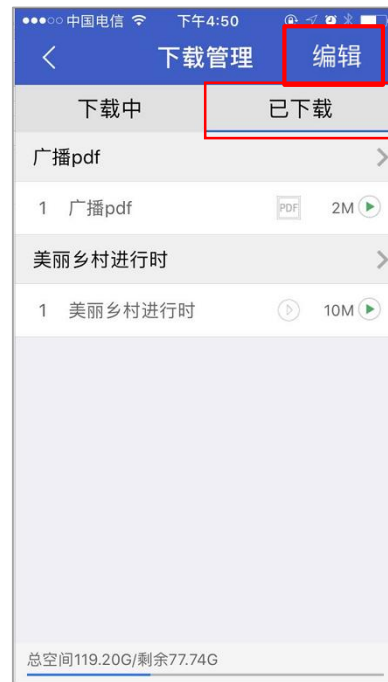 中国电信 下午4:50
下载管理 编辑
下载中 已下载
广播pdf
1 广播pdf PDF 2M
美丽乡村进行时
1 美丽乡村进行时 10M
总空间119.20G/剩余77.74G